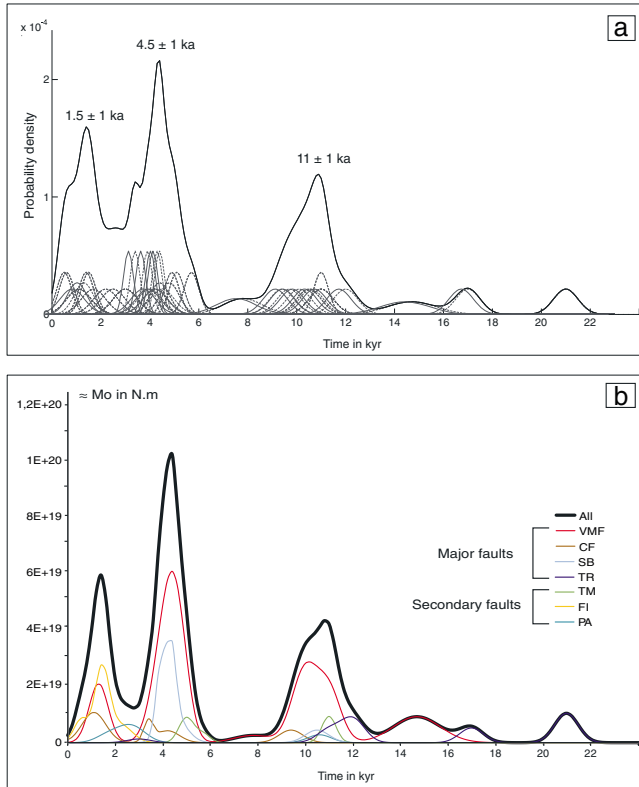 a
x 10⁻⁴
4.5 ± 1 ka
1.5 ± 1 ka
11 ± 1 ka
Probability density
2
1
0
0 2 4 6 8 10 12 14 16 18 20 22
Time in kyr
b
≈ Mo in N.m
1,2E+20
1E+20
8E+19
6E+19
4E+19
2E+19
0
All
VMF
CF
SB
TR
TM
FI
PA
Major faults
Secondary faults
0 2 4 6 8 10 12 14 16 18 20 22
Time in kyr